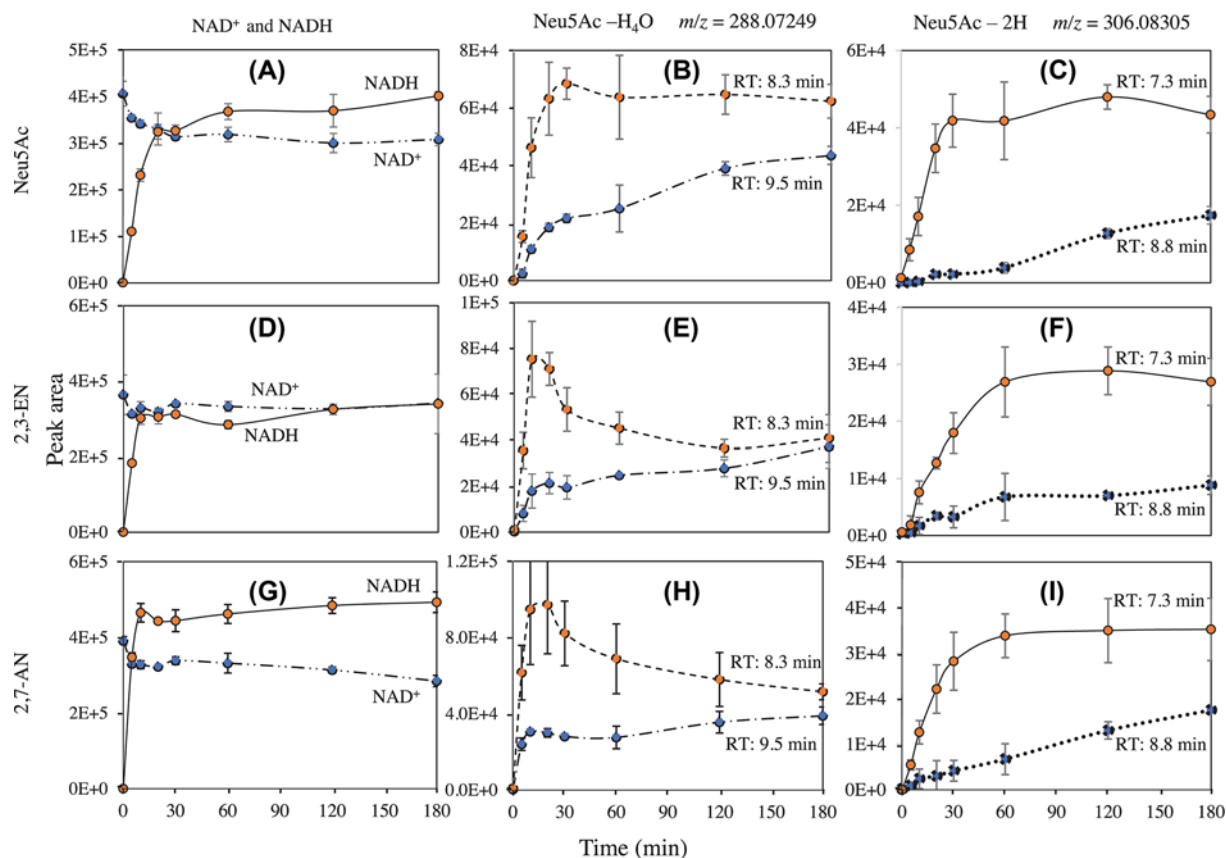 NAD⁺ and NADH
Neu5Ac –H₄O m/z = 288.07249
Neu5Ac – 2H m/z = 306.08305
Peak area
Neu5Ac
(A)
5E+5
4E+5
3E+5
2E+5
1E+5
0E+0
NADH
NAD⁺
(B)
8E+4
6E+4
4E+4
2E+4
0E+0
RT: 8.3 min
RT: 9.5 min
(C)
6E+4
4E+4
2E+4
0E+0
RT: 7.3 min
RT: 8.8 min
2,3-EN
(D)
6E+5
4E+5
2E+5
0E+0
NAD⁺
NADH
(E)
1E+5
8E+4
6E+4
4E+4
2E+4
0E+0
RT: 8.3 min
RT: 9.5 min
(F)
4E+4
3E+4
2E+4
1E+4
0E+0
RT: 7.3 min
RT: 8.8 min
2,7-AN
(G)
6E+5
4E+5
3E+5
2E+5
1E+5
0E+0
NADH
NAD⁺
0 30 60 90 120 150 180
(H)
1.2E+5
8.0E+4
4.0E+4
0.0E+0
RT: 8.3 min
RT: 9.5 min
0 30 60 90 120 150 180
(I)
5E+4
4E+4
3E+4
2E+4
1E+4
0E+0
RT: 7.3 min
RT: 8.8 min
0 30 60 90 120 150 180
Time (min)